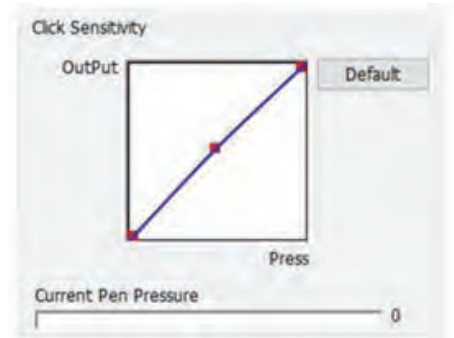 Click Sensitivity
OutPut
Default
Press
Current Pen Pressure
0